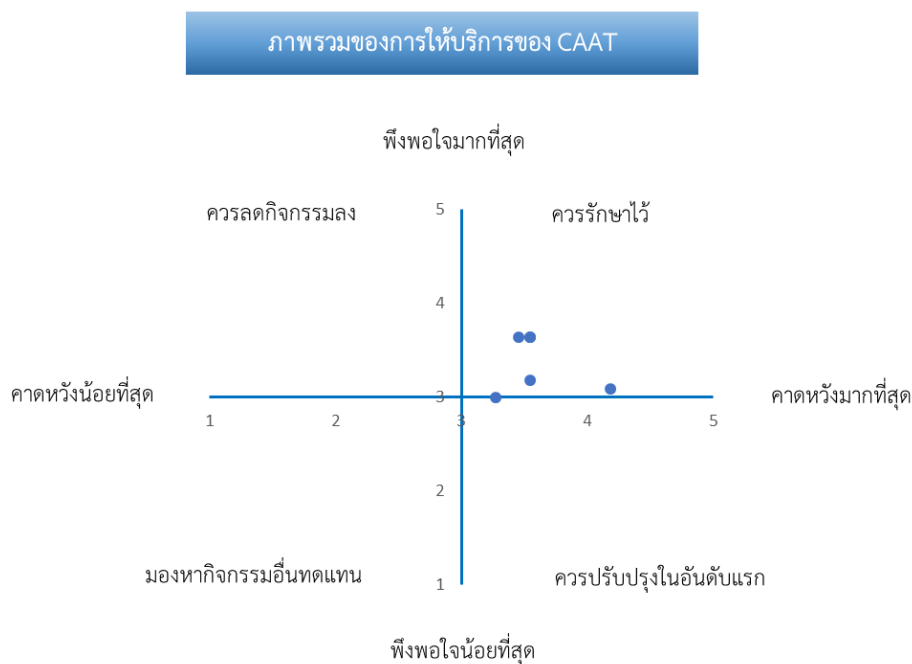 ภาพรวมของการให้บริการของ CAAT
พึงพอใจมากที่สุด
ควรลดกิจกรรมลง
5
ควรรักษาไว้
4
คาดหวังน้อยที่สุด
3
คาดหวังมากที่สุด
1 2 3 4 5
2
มองหากิจกรรมอื่นทดแทน
1
ควรปรับปรุงในอันดับแรก
พึงพอใจน้อยที่สุด